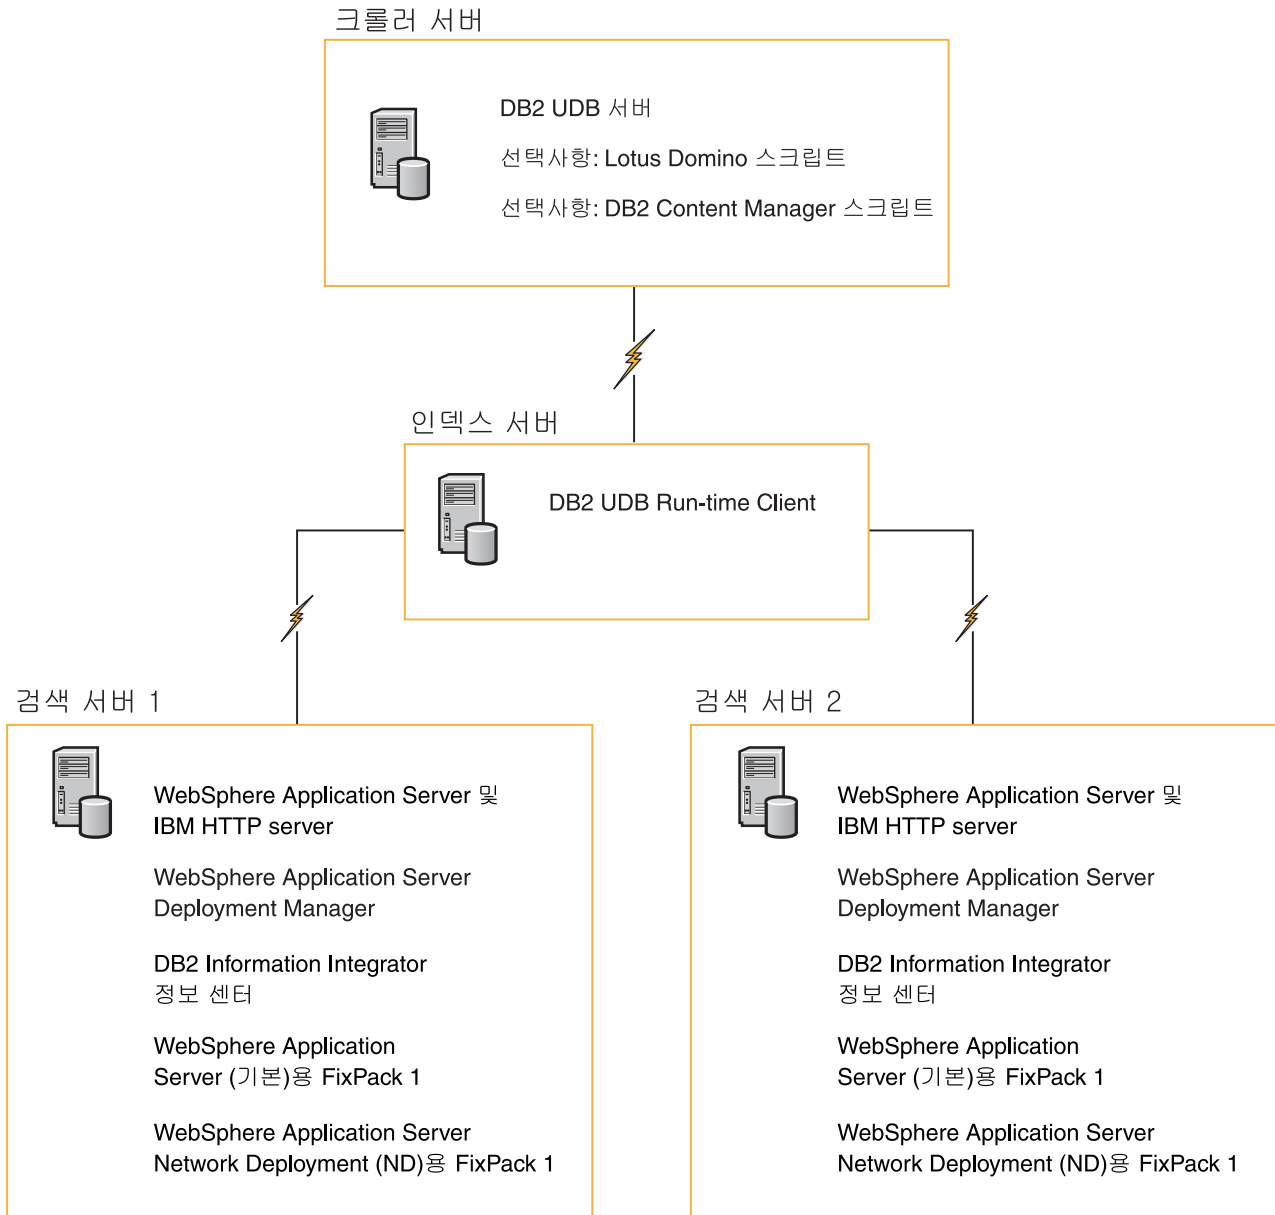 크롤러 서버
DB2 UDB 서버
선택사항: Lotus Domino 스크립트
선택사항: DB2 Content Manager 스크립트
인덱스 서버
DB2 UDB Run-time Client
검색 서버 1
WebSphere Application Server 및
IBM HTTP server
WebSphere Application Server
Deployment Manager
DB2 Information Integrator
정보 센터
WebSphere Application
Server (기본)용 FixPack 1
WebSphere Application Server
Network Deployment (ND)용 FixPack 1
검색 서버 2
WebSphere Application Server 및
IBM HTTP server
WebSphere Application Server
Deployment Manager
DB2 Information Integrator
정보 센터
WebSphere Application
Server (기본)용 FixPack 1
WebSphere Application Server
Network Deployment (ND)용 FixPack 1